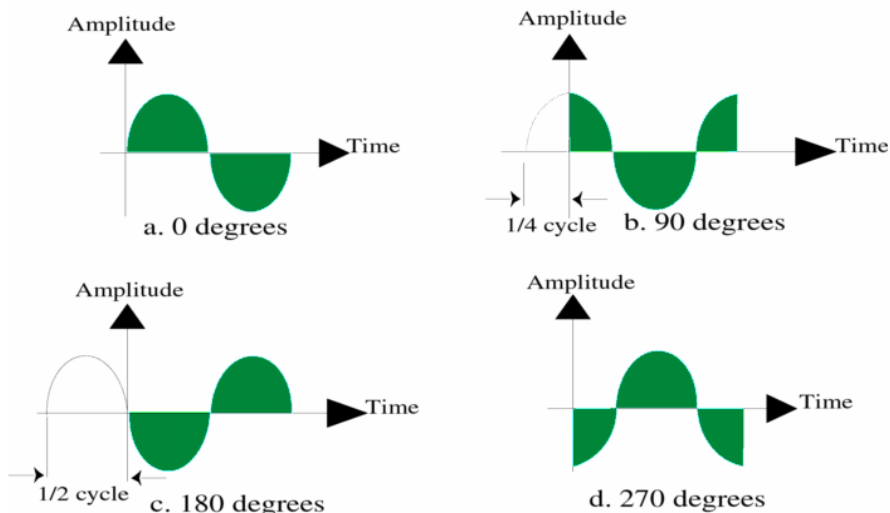 Amplitude
Time
a. 0 degrees
Amplitude
Time
1/4 cycle
b. 90 degrees
Amplitude
Time
1/2 cycle
c. 180 degrees
Amplitude
Time
d. 270 degrees